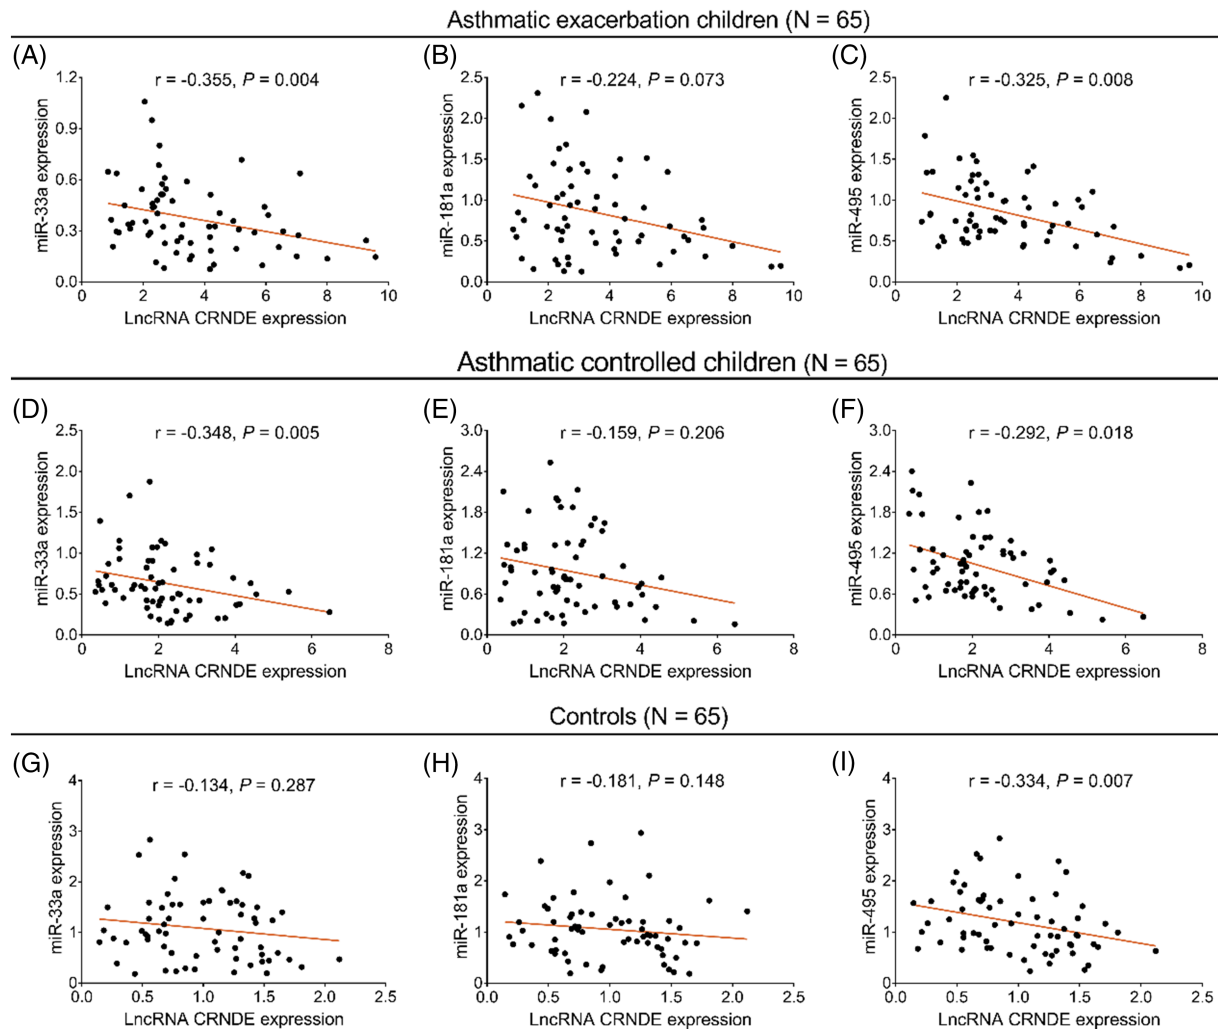 Asthmatic exacerbation children (N = 65)
(A)
r = -0.355, P = 0.004
miR-33a expression
1.2
0.9
0.6
0.3
0.0
0 2 4 6 8 10
LncRNA CRNDE expression
(B)
r = -0.224, P = 0.073
miR-181a expression
2.5
2.0
1.5
1.0
0.5
0.0
0 2 4 6 8 10
LncRNA CRNDE expression
(C)
r = -0.325, P = 0.008
miR-495 expression
2.5
2.0
1.5
1.0
0.5
0.0
0 2 4 6 8 10
LncRNA CRNDE expression
Asthmatic controlled children (N = 65)
(D)
r = -0.348, P = 0.005
miR-33a expression
2.5
2.0
1.5
1.0
0.5
0.0
0 2 4 6 8
LncRNA CRNDE expression
(E)
r = -0.159, P = 0.206
miR-181a expression
3.0
2.4
1.8
1.2
0.6
0.0
0 2 4 6 8
LncRNA CRNDE expression
(F)
r = -0.292, P = 0.018
miR-495 expression
3.0
2.4
1.8
1.2
0.6
0.0
0 2 4 6 8
LncRNA CRNDE expression
Controls (N = 65)
(G)
r = -0.134, P = 0.287
miR-33a expression
4
3
2
1
0
0.0 0.5 1.0 1.5 2.0 2.5
LncRNA CRNDE expression
(H)
r = -0.181, P = 0.148
miR-181a expression
4
3
2
1
0
0.0 0.5 1.0 1.5 2.0 2.5
LncRNA CRNDE expression
(I)
r = -0.334, P = 0.007
miR-495 expression
4
3
2
1
0
0.0 0.5 1.0 1.5 2.0 2.5
LncRNA CRNDE expression